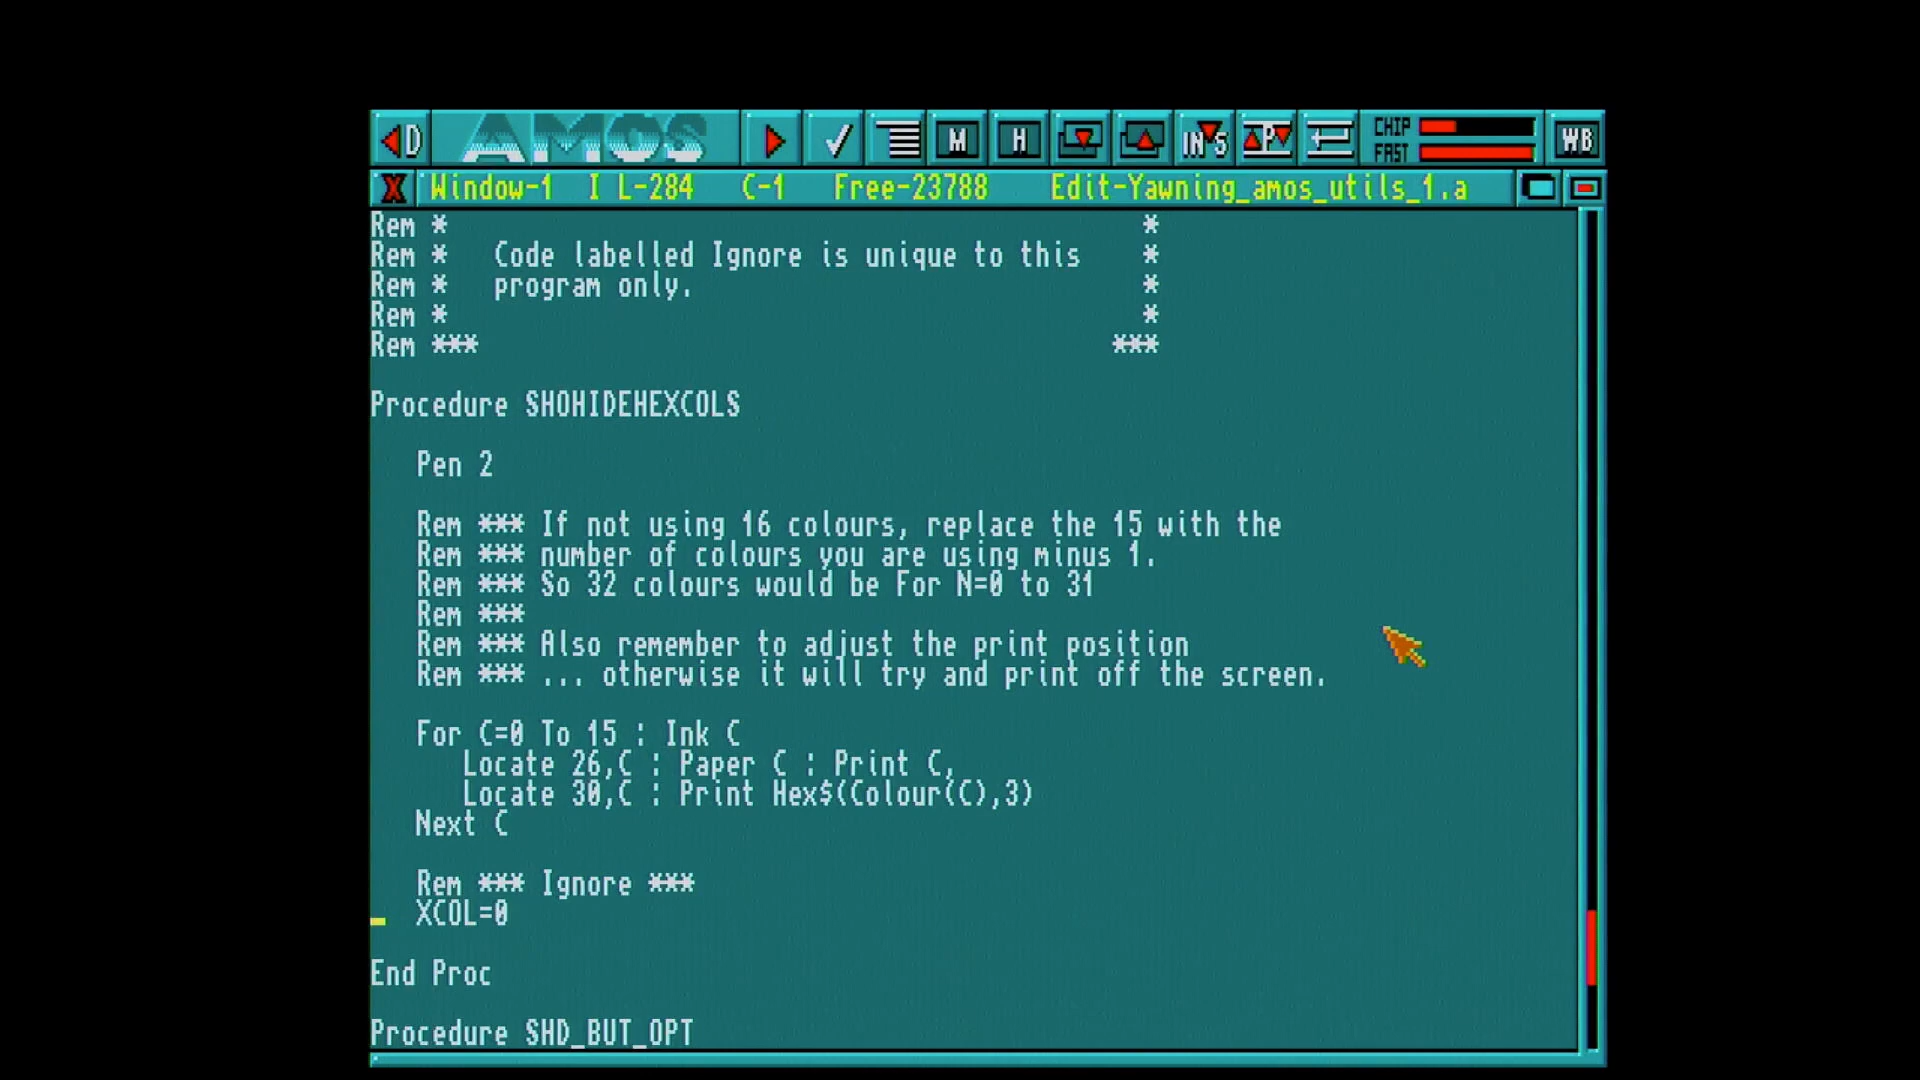 D AMOS M H INS P CHIP FAST WB
X Window-1 I L-284 C-1 Free-23788 Edit-Yawning_amos_utils_1.a
Rem * *
Rem * Code labelled Ignore is unique to this *
Rem * program only. *
Rem * *
Rem *** ***
Procedure SHOHIDEHEXCOLS
Pen 2
Rem *** If not using 16 colours, replace the 15 with the
Rem *** number of colours you are using minus 1.
Rem *** So 32 colours would be For N=0 to 31
Rem ***
Rem *** Also remember to adjust the print position
Rem *** ... otherwise it will try and print off the screen.
For C=0 To 15 : Ink C
Locate 26,C : Paper C : Print C,
Locate 30,C : Print Hex$(Colour(C),3)
Next C
Rem *** Ignore ***
XCOL=0
End Proc
Procedure SHD_BUT_OPT